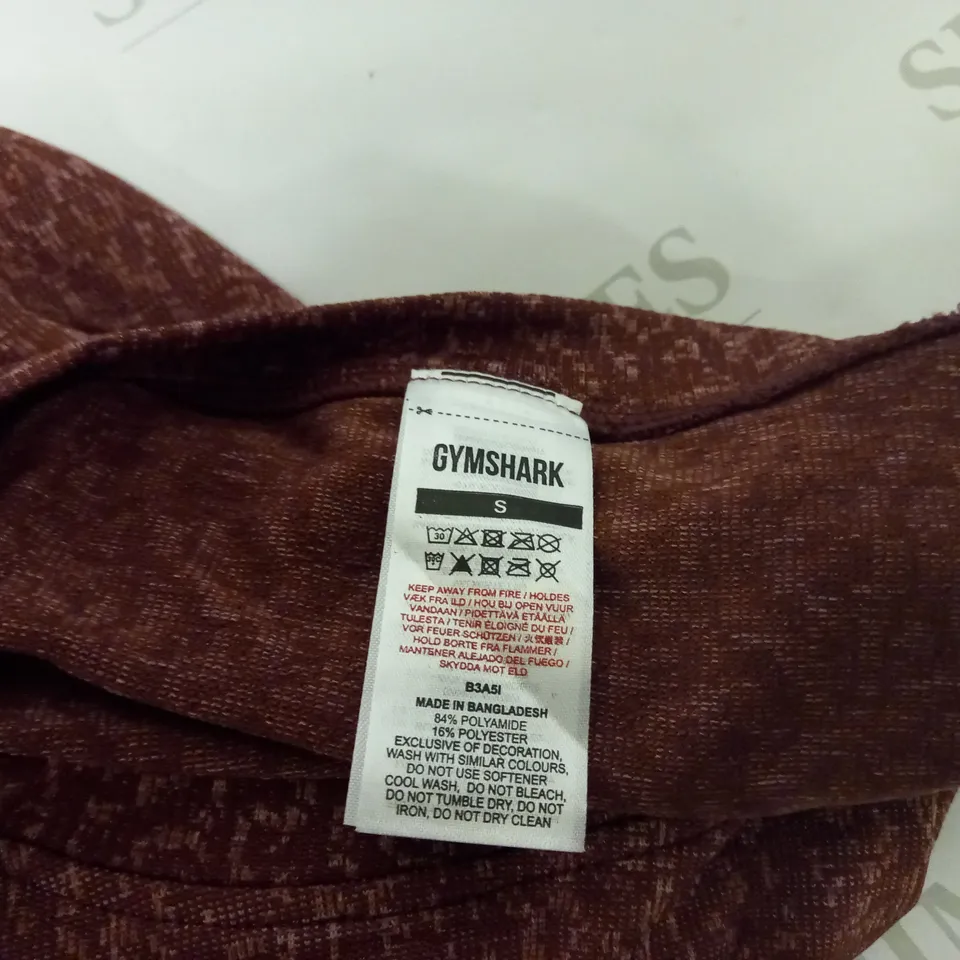 GYMSHARK
S
30
KEEP AWAY FROM FIRE / HOLDES
VÆK FRA ILD / HOU BIJ OPEN VUUR
VANDAAN / PIDETTÄVÄ ETÄÄLLÄ
TULESTA / TENIR ÉLOIGNÉ DU FEU /
VOR FEUER SCHÜTZEN / 火気厳禁 /
HOLD BORTE FRA FLAMMER /
MANTENER ALEJADO DEL FUEGO /
SKYDDA MOT ELD
B3A5I
MADE IN BANGLADESH
84% POLYAMIDE
16% POLYESTER
EXCLUSIVE OF DECORATION,
WASH WITH SIMILAR COLOURS,
DO NOT USE SOFTENER
COOL WASH, DO NOT BLEACH,
DO NOT TUMBLE DRY, DO NOT
IRON, DO NOT DRY CLEAN